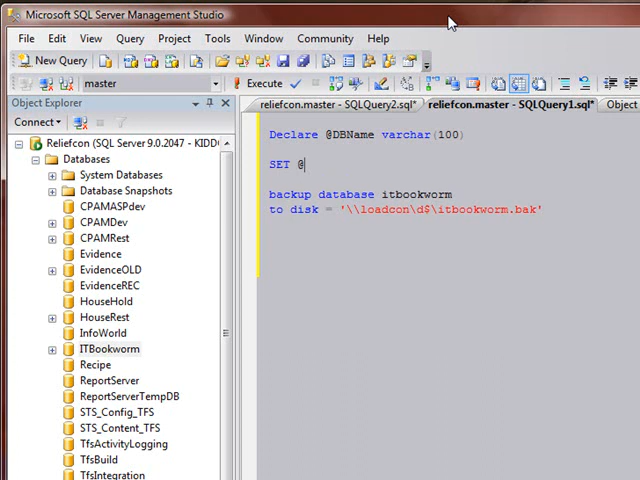 Microsoft SQL Server Management Studio
File Edit View Query Project Tools Window Community Help
New Query
master Execute
Object Explorer
reliefcon.master - SQLQuery2.sql* reliefcon.master - SQLQuery1.sql* Object
Connect
Reliefcon (SQL Server 9.0.2047 - KIDD
Databases
System Databases
Database Snapshots
CPAMASPdev
CPAMDev
CPAMRest
Evidence
EvidenceOLD
EvidenceREC
HouseHold
HouseRest
InfoWorld
ITBookworm
Recipe
ReportServer
ReportServerTempDB
STS_Config_TFS
STS_Content_TFS
TfsActivityLogging
TfsBuild
TfsIntegration
Declare @DBName varchar(100)
SET @
backup database itbookworm
to disk = '\\loadcon\d$\itbookworm.bak'